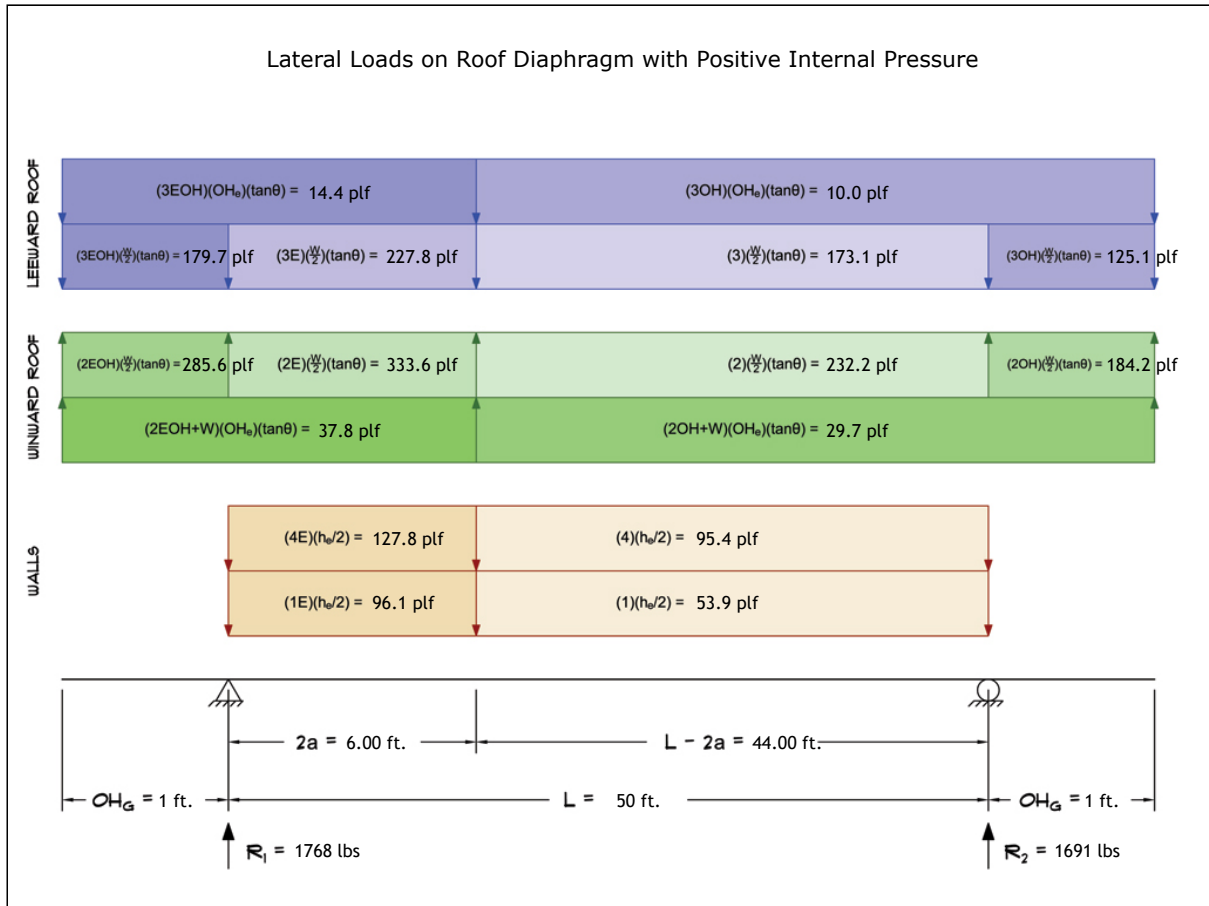 Lateral Loads on Roof Diaphragm with Positive Internal Pressure
LEEWARD ROOF
(3EOH)(OHₑ)(tanθ) = 14.4 plf
(3OH)(OHₑ)(tanθ) = 10.0 plf
(3EOH)(W/2)(tanθ) = 179.7 plf
(3E)(W/2)(tanθ) = 227.8 plf
(3)(W/2)(tanθ) = 173.1 plf
(3OH)(W/2)(tanθ) = 125.1 plf
WINWARD ROOF
(2EOH)(W/2)(tanθ) = 285.6 plf
(2E)(W/2)(tanθ) = 333.6 plf
(2)(W/2)(tanθ) = 232.2 plf
(2OH)(W/2)(tanθ) = 184.2 plf
(2EOH+W)(OHₑ)(tanθ) = 37.8 plf
(2OH+W)(OHₑ)(tanθ) = 29.7 plf
WALLS
(4E)(hₑ/2) = 127.8 plf
(4)(hₑ/2) = 95.4 plf
(1E)(hₑ/2) = 96.1 plf
(1)(hₑ/2) = 53.9 plf
2a = 6.00 ft.
L - 2a = 44.00 ft.
OH_G = 1 ft.
L = 50 ft.
OH_G = 1 ft.
R₁ = 1768 lbs
R₂ = 1691 lbs